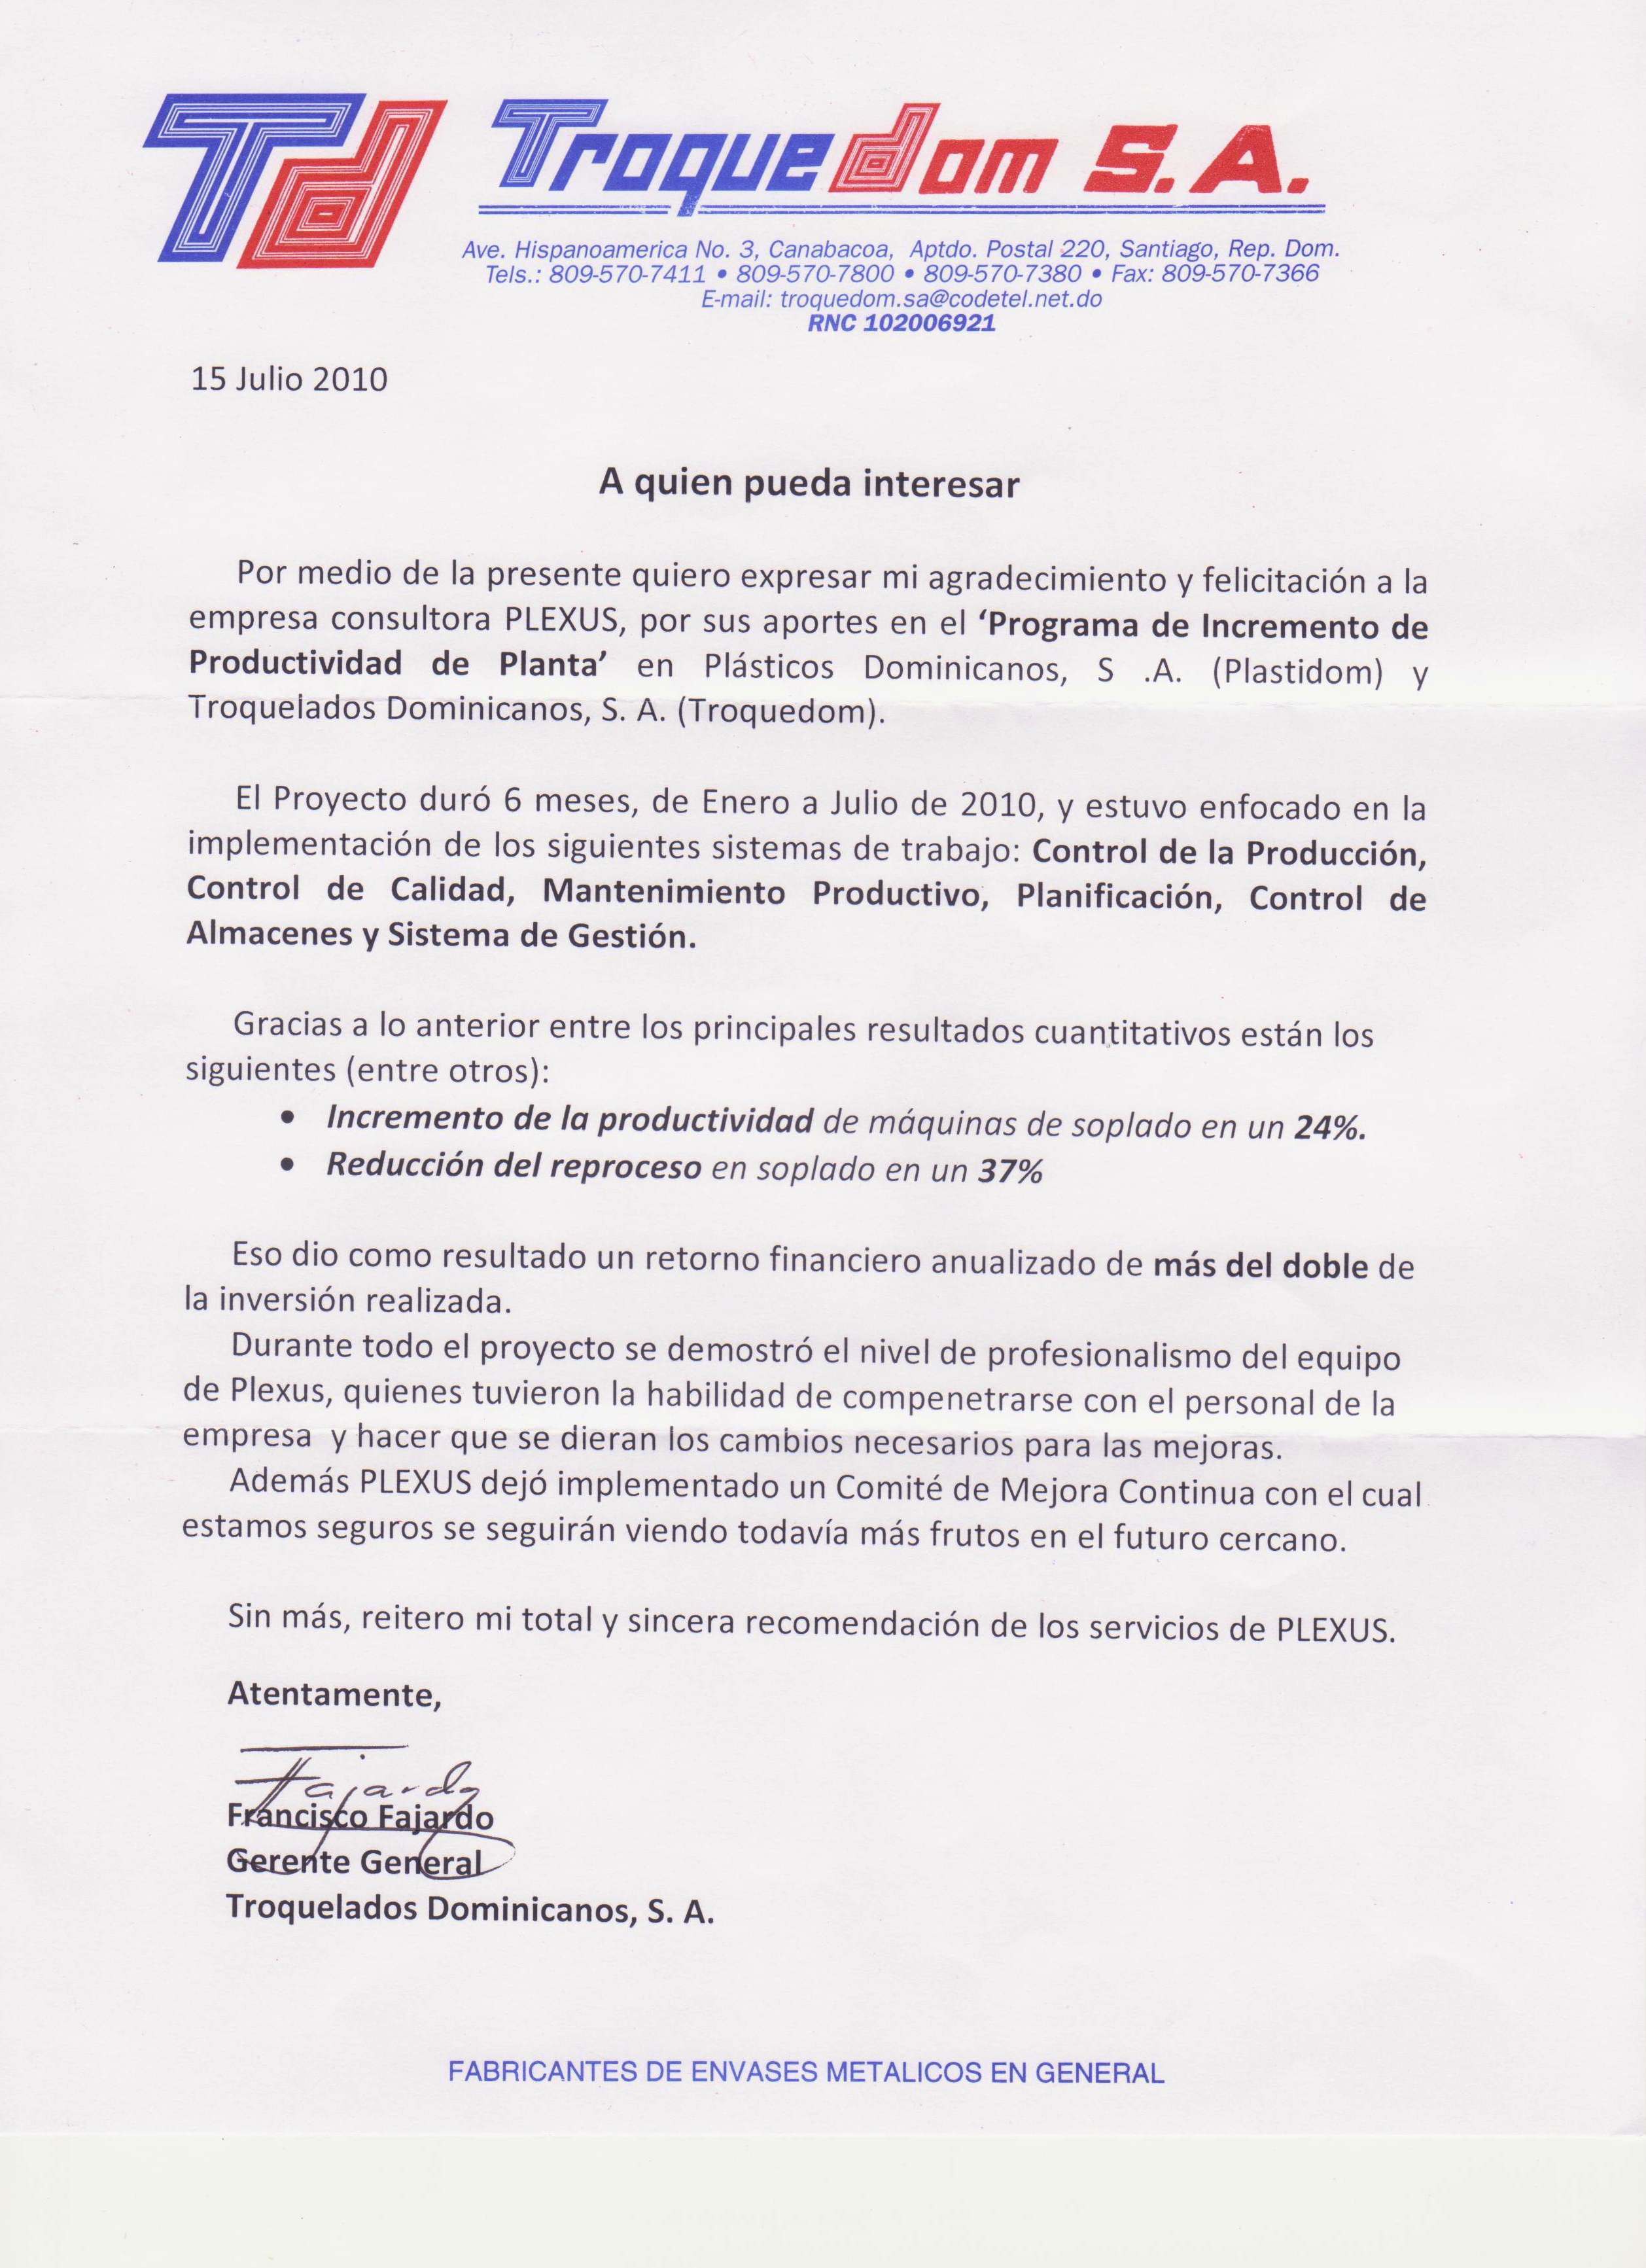 Td Troquedom S.A.
Ave. Hispanoamerica No. 3, Canabacoa, Aptdo. Postal 220, Santiago, Rep. Dom.
Tels.: 809-570-7411 • 809-570-7800 • 809-570-7380 • Fax: 809-570-7366
E-mail: troquedom.sa@codetel.net.do
RNC 102006921
15 Julio 2010
A quien pueda interesar
Por medio de la presente quiero expresar mi agradecimiento y felicitación a la
empresa consultora PLEXUS, por sus aportes en el ‘Programa de Incremento de
Productividad de Planta’ en Plásticos Dominicanos, S .A. (Plastidom) y
Troquelados Dominicanos, S. A. (Troquedom).
El Proyecto duró 6 meses, de Enero a Julio de 2010, y estuvo enfocado en la
implementación de los siguientes sistemas de trabajo: Control de la Producción,
Control de Calidad, Mantenimiento Productivo, Planificación, Control de
Almacenes y Sistema de Gestión.
Gracias a lo anterior entre los principales resultados cuantitativos están los
siguientes (entre otros):
• Incremento de la productividad de máquinas de soplado en un 24%.
• Reducción del reproceso en soplado en un 37%
Eso dio como resultado un retorno financiero anualizado de más del doble de
la inversión realizada.
Durante todo el proyecto se demostró el nivel de profesionalismo del equipo
de Plexus, quienes tuvieron la habilidad de compenetrarse con el personal de la
empresa y hacer que se dieran los cambios necesarios para las mejoras.
Además PLEXUS dejó implementado un Comité de Mejora Continua con el cual
estamos seguros se seguirán viendo todavía más frutos en el futuro cercano.
Sin más, reitero mi total y sincera recomendación de los servicios de PLEXUS.
Atentamente,
Fajardo
Francisco Fajardo
Gerente General
Troquelados Dominicanos, S. A.
FABRICANTES DE ENVASES METALICOS EN GENERAL